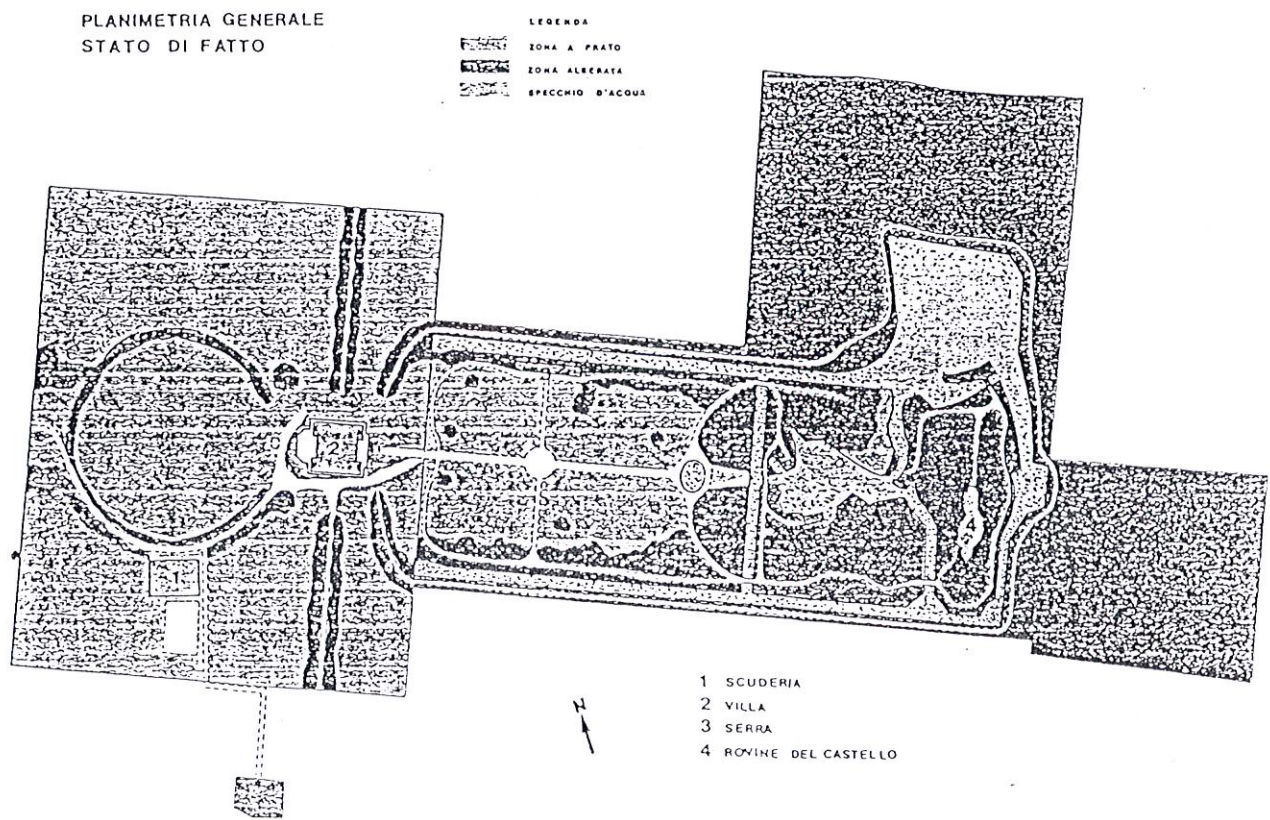 PLANIMETRIA GENERALE
STATO DI FATTO
LEGENDA
ZONA A PRATO
ZONA ALBERATA
SPECCHIO D'ACQUA
2
1
4
N
1 SCUDERIA
2 VILLA
3 SERRA
4 ROVINE DEL CASTELLO